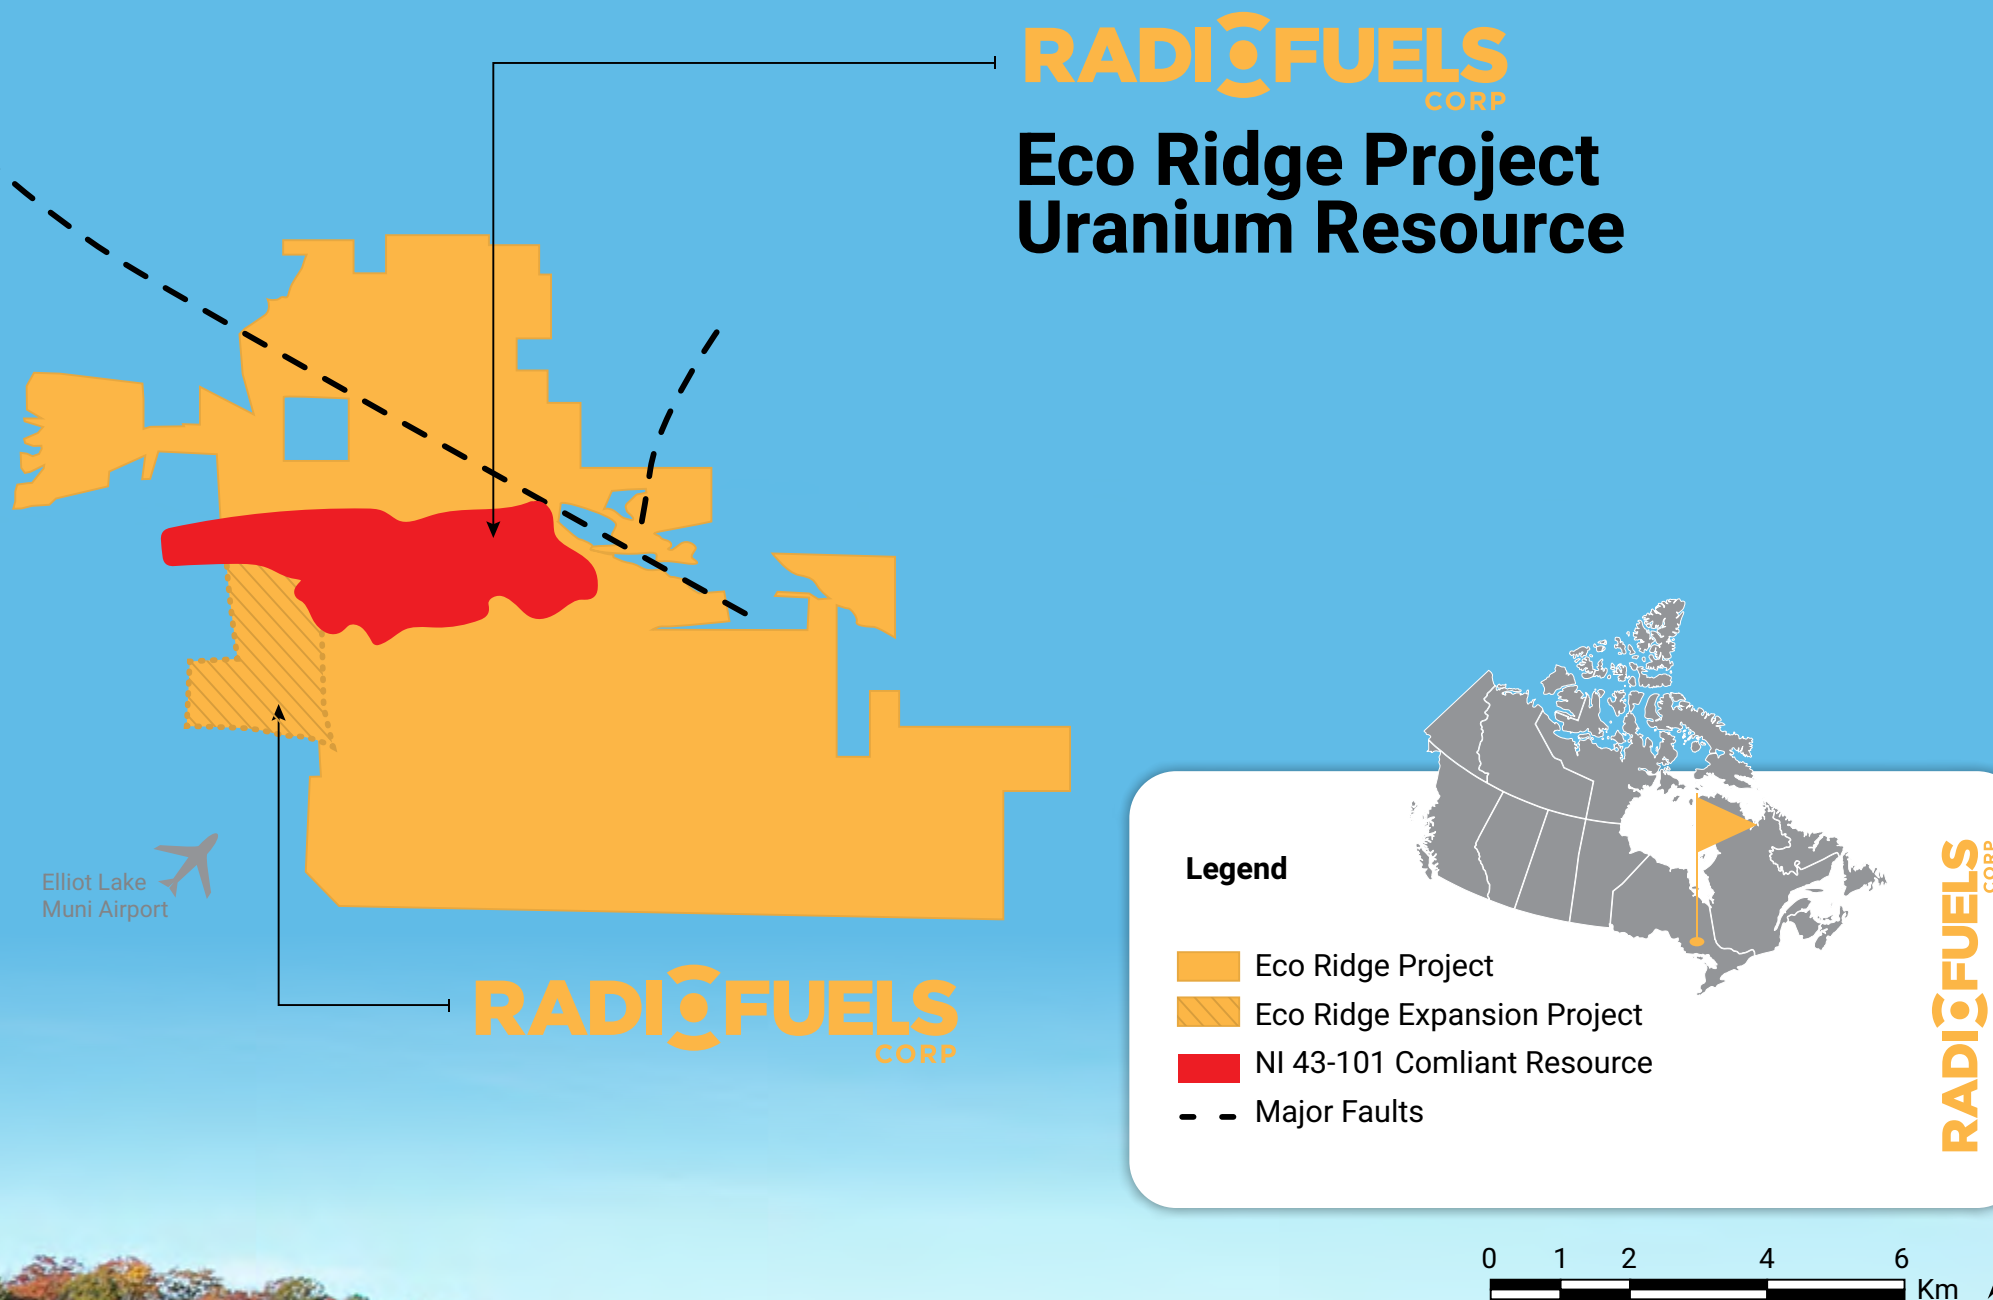 RADIOFUELS
CORP
Eco Ridge Project
Uranium Resource
Elliot Lake
Muni Airport
RADIOFUELS
CORP
Legend
Eco Ridge Project
Eco Ridge Expansion Project
NI 43-101 Comliant Resource
Major Faults
RADIOFUELS
CORP
0 1 2 4 6
Km